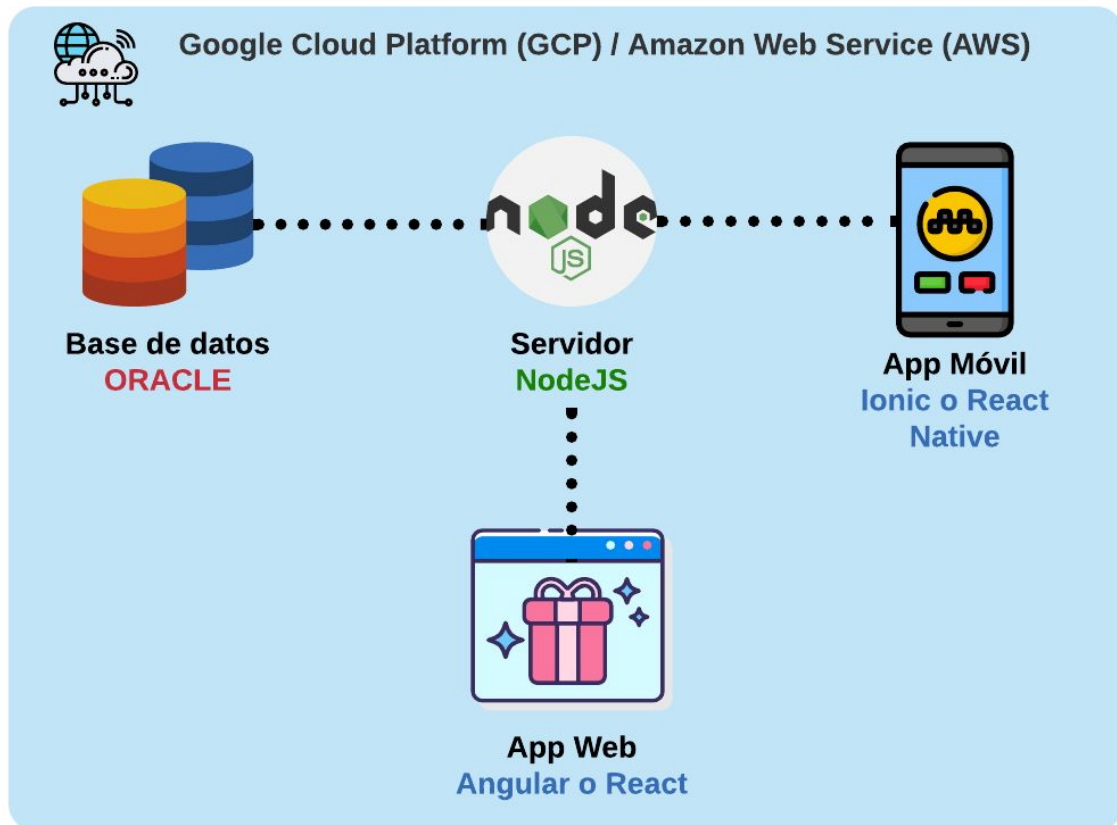 Google Cloud Platform (GCP) / Amazon Web Service (AWS)
node
JS
Base de datos
ORACLE
Servidor
NodeJS
App Móvil
Ionic o React
Native
App Web
Angular o React